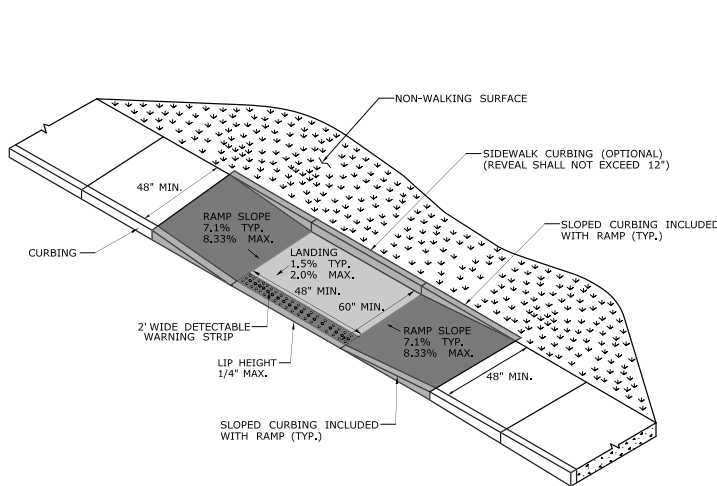 NON-WALKING SURFACE
SIDEWALK CURBING (OPTIONAL)
(REVEAL SHALL NOT EXCEED 12")
48" MIN.
RAMP SLOPE
7.1% TYP.
8.33% MAX.
SLOPED CURBING INCLUDED
WITH RAMP (TYP.)
CURBING
LANDING
1.5% TYP.
2.0% MAX.
48" MIN.
60" MIN.
2' WIDE DETECTABLE
WARNING STRIP
RAMP SLOPE
7.1% TYP.
8.33% MAX.
LIP HEIGHT
1/4" MAX.
48" MIN.
SLOPED CURBING INCLUDED
WITH RAMP (TYP.)